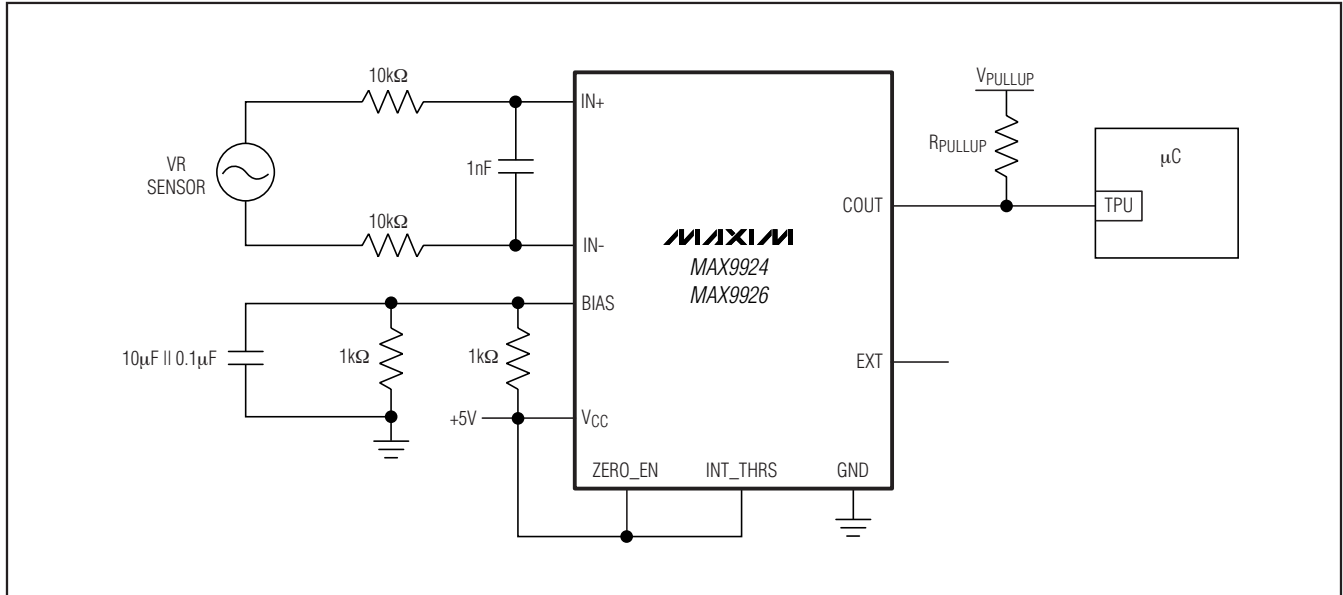 10kΩ
VR
SENSOR
1nF
10kΩ
10μF || 0.1μF
1kΩ
1kΩ
+5V
IN+
IN-
BIAS
VCC
ZERO_EN
INT_THRS
GND
MAXIM
MAX9924
MAX9926
COUT
EXT
VPULLUP
RPULLUP
μC
TPU